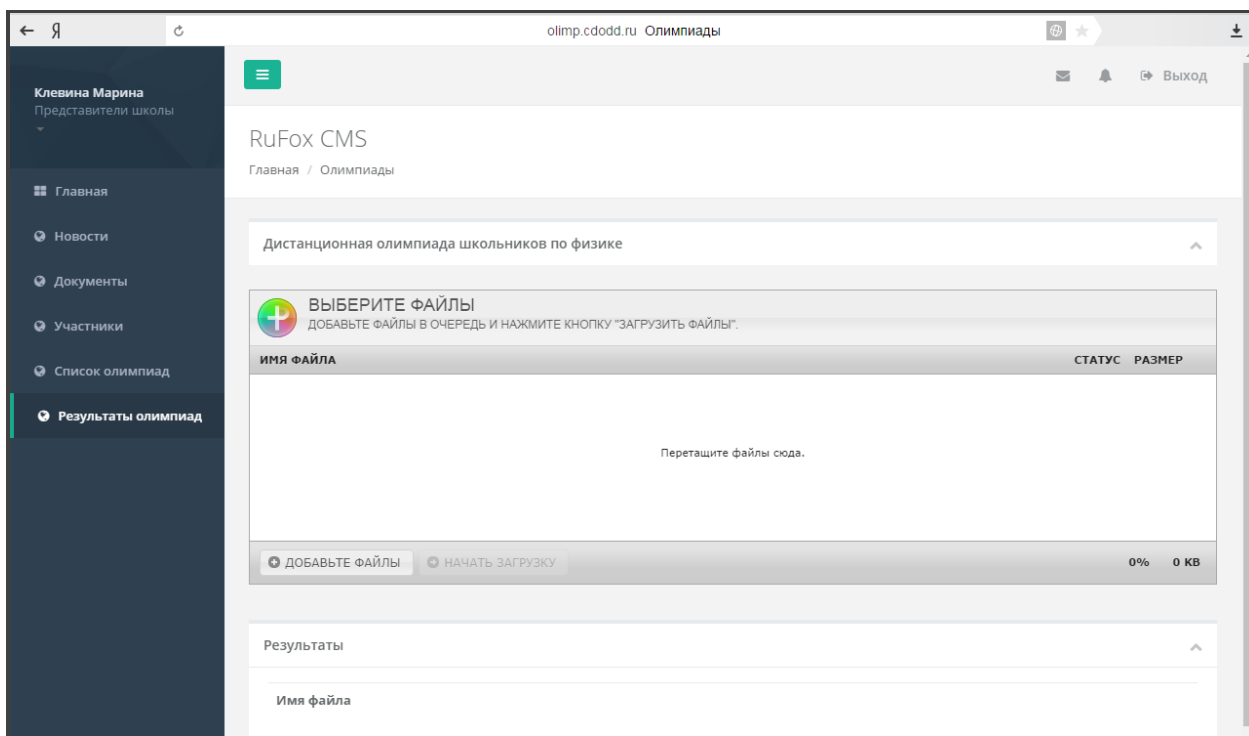 Я olimp.cdodd.ru Олимпиады
Клевина Марина
Представители школы
Выход
RuFox CMS
Главная / Олимпиады
Главная
Новости
Документы
Участники
Список олимпиад
Результаты олимпиад
Дистанционная олимпиада школьников по физике
ВЫБЕРИТЕ ФАЙЛЫ
ДОБАВЬТЕ ФАЙЛЫ В ОЧЕРЕДЬ И НАЖМИТЕ КНОПКУ "ЗАГРУЗИТЬ ФАЙЛЫ".
ИМЯ ФАЙЛА СТАТУС РАЗМЕР
Перетащите файлы сюда.
ДОБАВЬТЕ ФАЙЛЫ НАЧАТЬ ЗАГРУЗКУ 0% 0 KB
Результаты
Имя файла